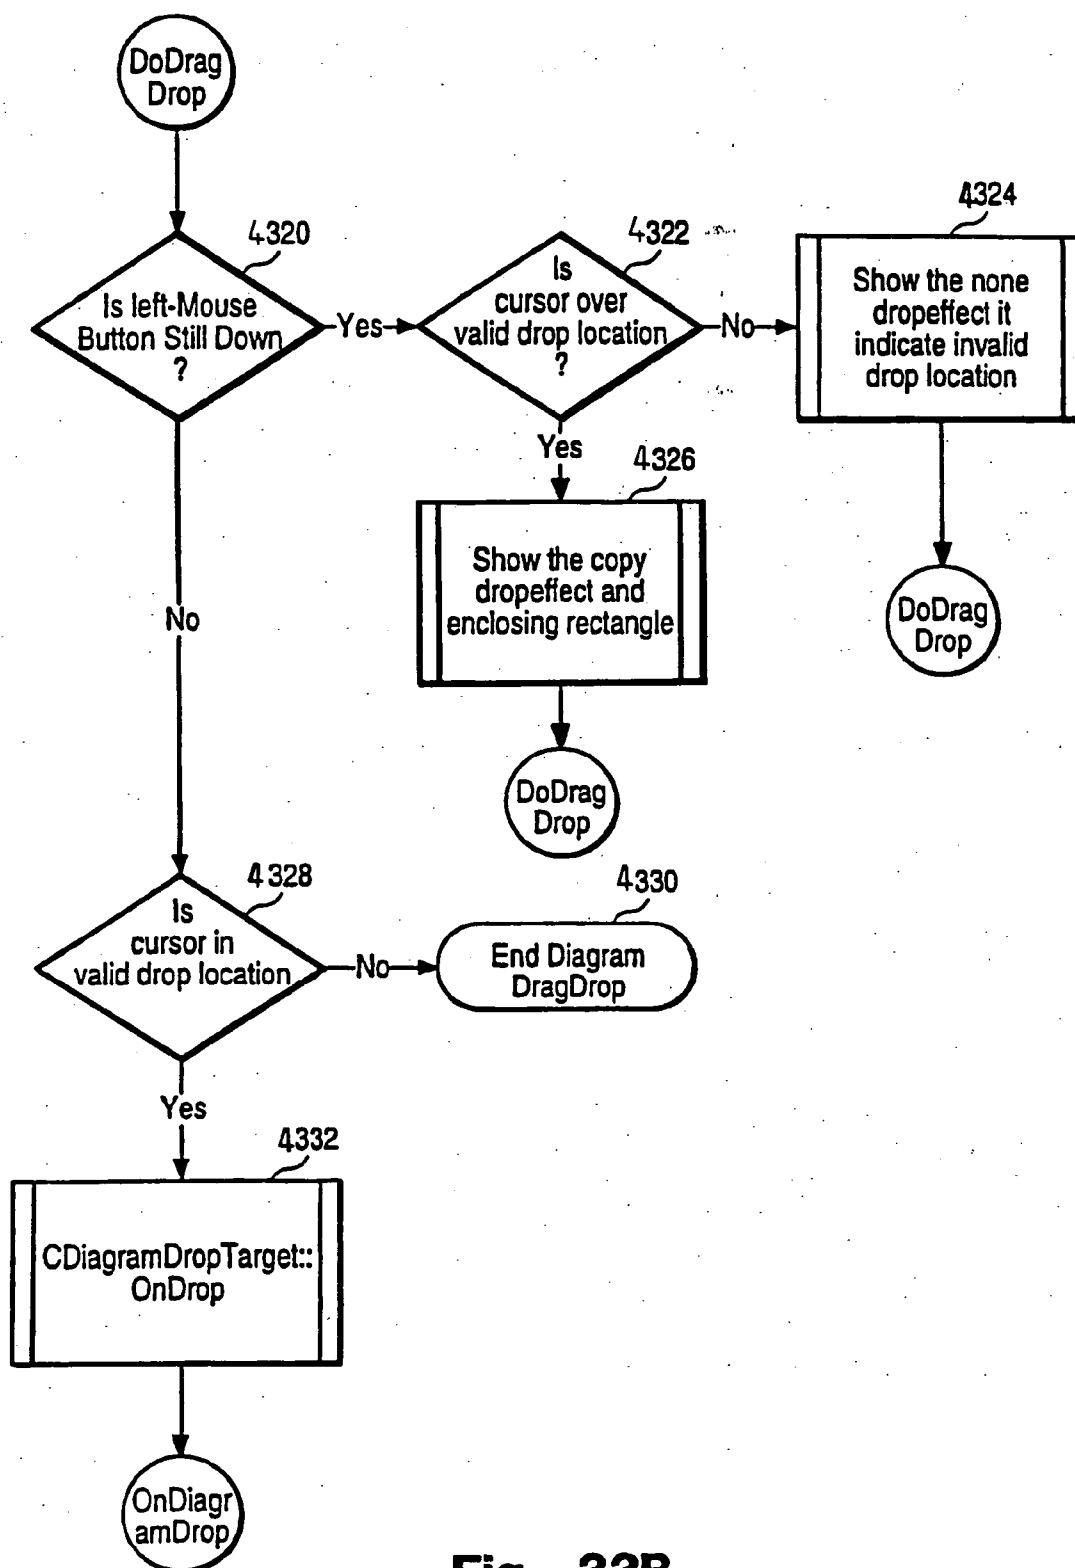 DoDrag
Drop
4320
Is left-Mouse
Button Still Down
?
Yes
4322
Is
cursor over
valid drop location
?
No
4324
Show the none
dropeffect it
indicate invalid
drop location
DoDrag
Drop
Yes
4326
Show the copy
dropeffect and
enclosing rectangle
DoDrag
Drop
No
4328
Is
cursor in
valid drop location
No
4330
End Diagram
DragDrop
Yes
4332
CDiagramDropTarget::
OnDrop
OnDiagr
amDrop